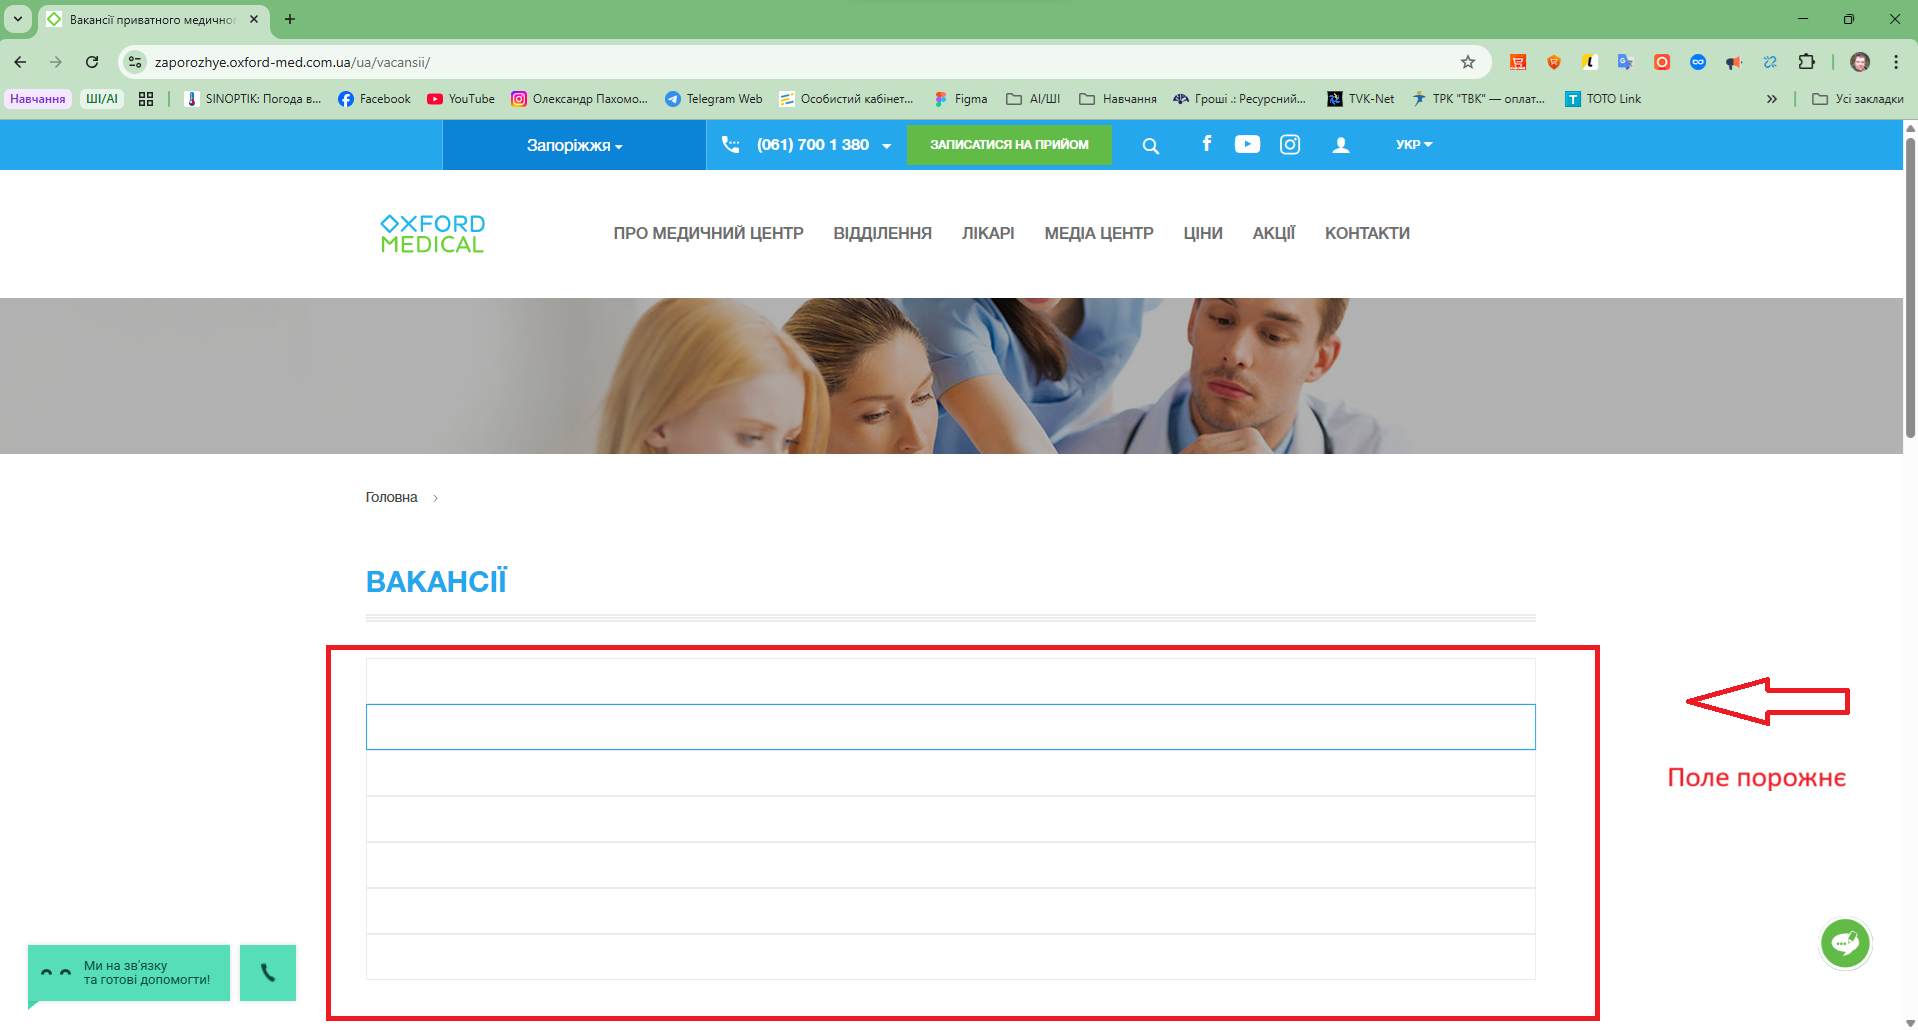 Вакансії приватного медичног
zaporozhye.oxford-med.com.ua/ua/vacansii/
Навчання
ШІ/AI
SINOPTIK: Погода в...
Facebook
YouTube
Олександр Пахомо...
Telegram Web
Особистий кабінет...
Figma
AI/ШІ
Навчання
Гроші .: Ресурсний...
TVK-Net
ТРК "ТВК" — оплат...
TOTO Link
Усі закладки
Запоріжжя
(061) 700 1 380
ЗАПИСАТИСЯ НА ПРИЙОМ
УКР
OXFORD
MEDICAL
ПРО МЕДИЧНИЙ ЦЕНТР
ВІДДІЛЕННЯ
ЛІКАРІ
МЕДІА ЦЕНТР
ЦІНИ
АКЦІЇ
КОНТАКТИ
Головна
ВАКАНСІЇ
Поле порожнє
Ми на зв'язку
та готові допомогти!